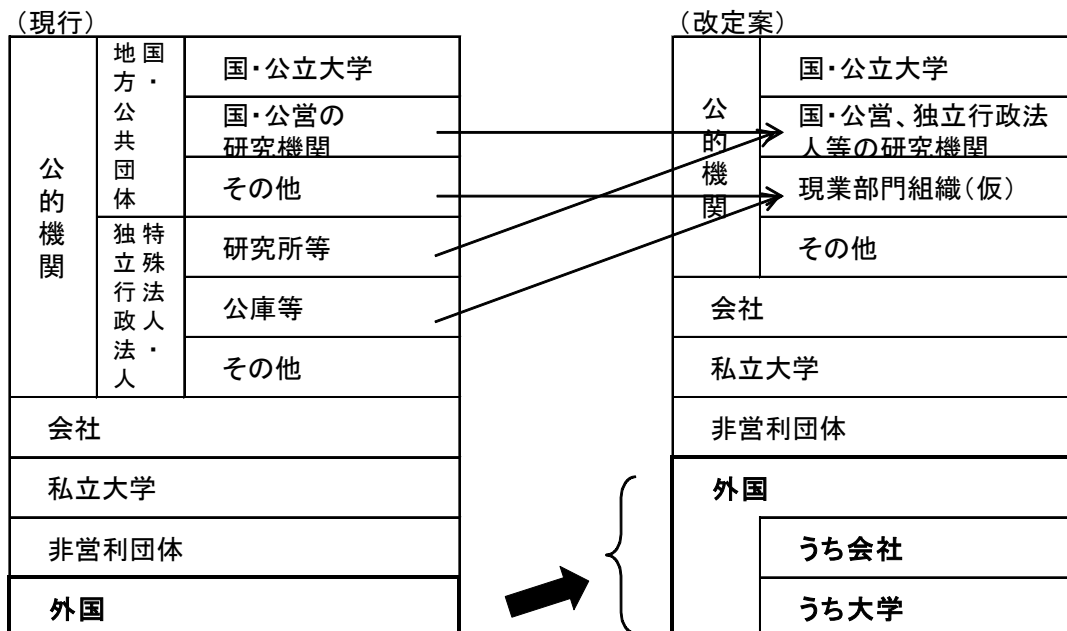 (現行)
公的機関
国・地方公共団体
国・公立大学
国・公営の
研究機関
その他
特殊法人・独立行政法人
研究所等
公庫等
その他
会社
私立大学
非営利団体
外国
(改定案)
公的機関
国・公立大学
国・公営、独立行政法
人等の研究機関
現業部門組織(仮)
その他
会社
私立大学
非営利団体
外国
うち会社
うち大学